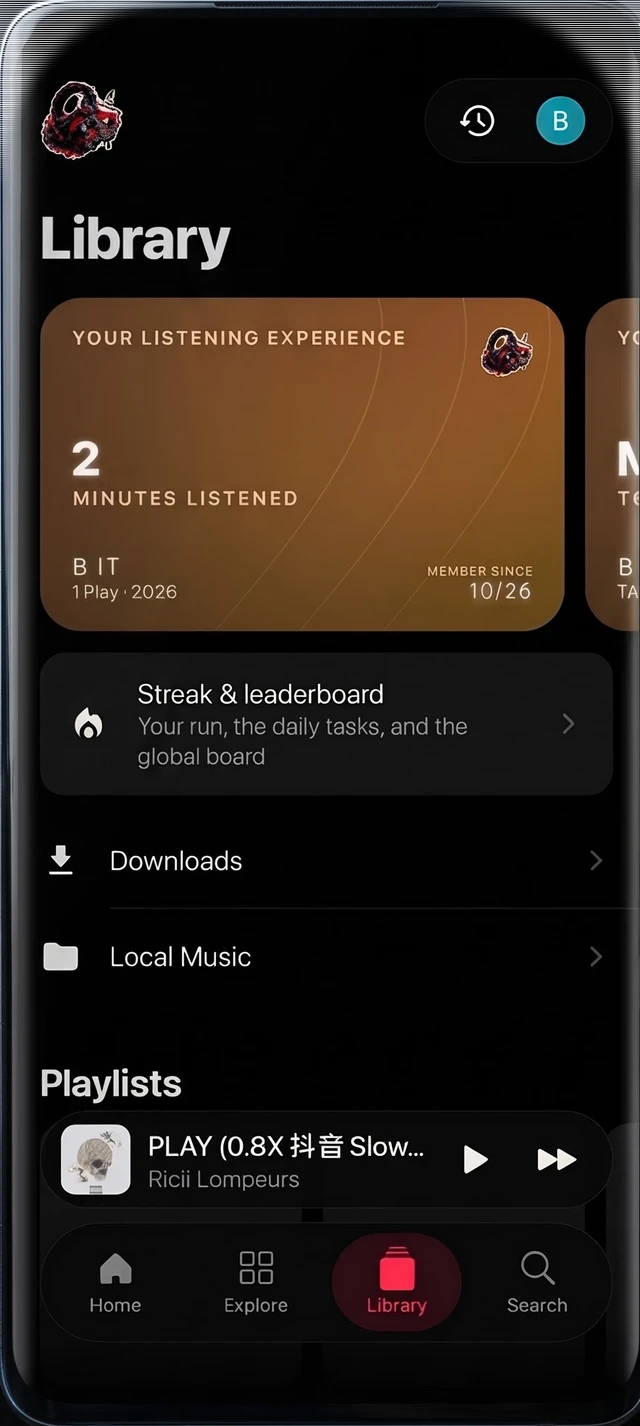 B
Library
YOUR LISTENING EXPERIENCE
2
MINUTES LISTENED
B IT
1 Play · 2026
MEMBER SINCE
10/26
B
TA
Streak & leaderboard
Your run, the daily tasks, and the
global board
Downloads
Local Music
Playlists
PLAY (0.8X 抖音 Slow...
Ricii Lompeurs
Home
Explore
Library
Search